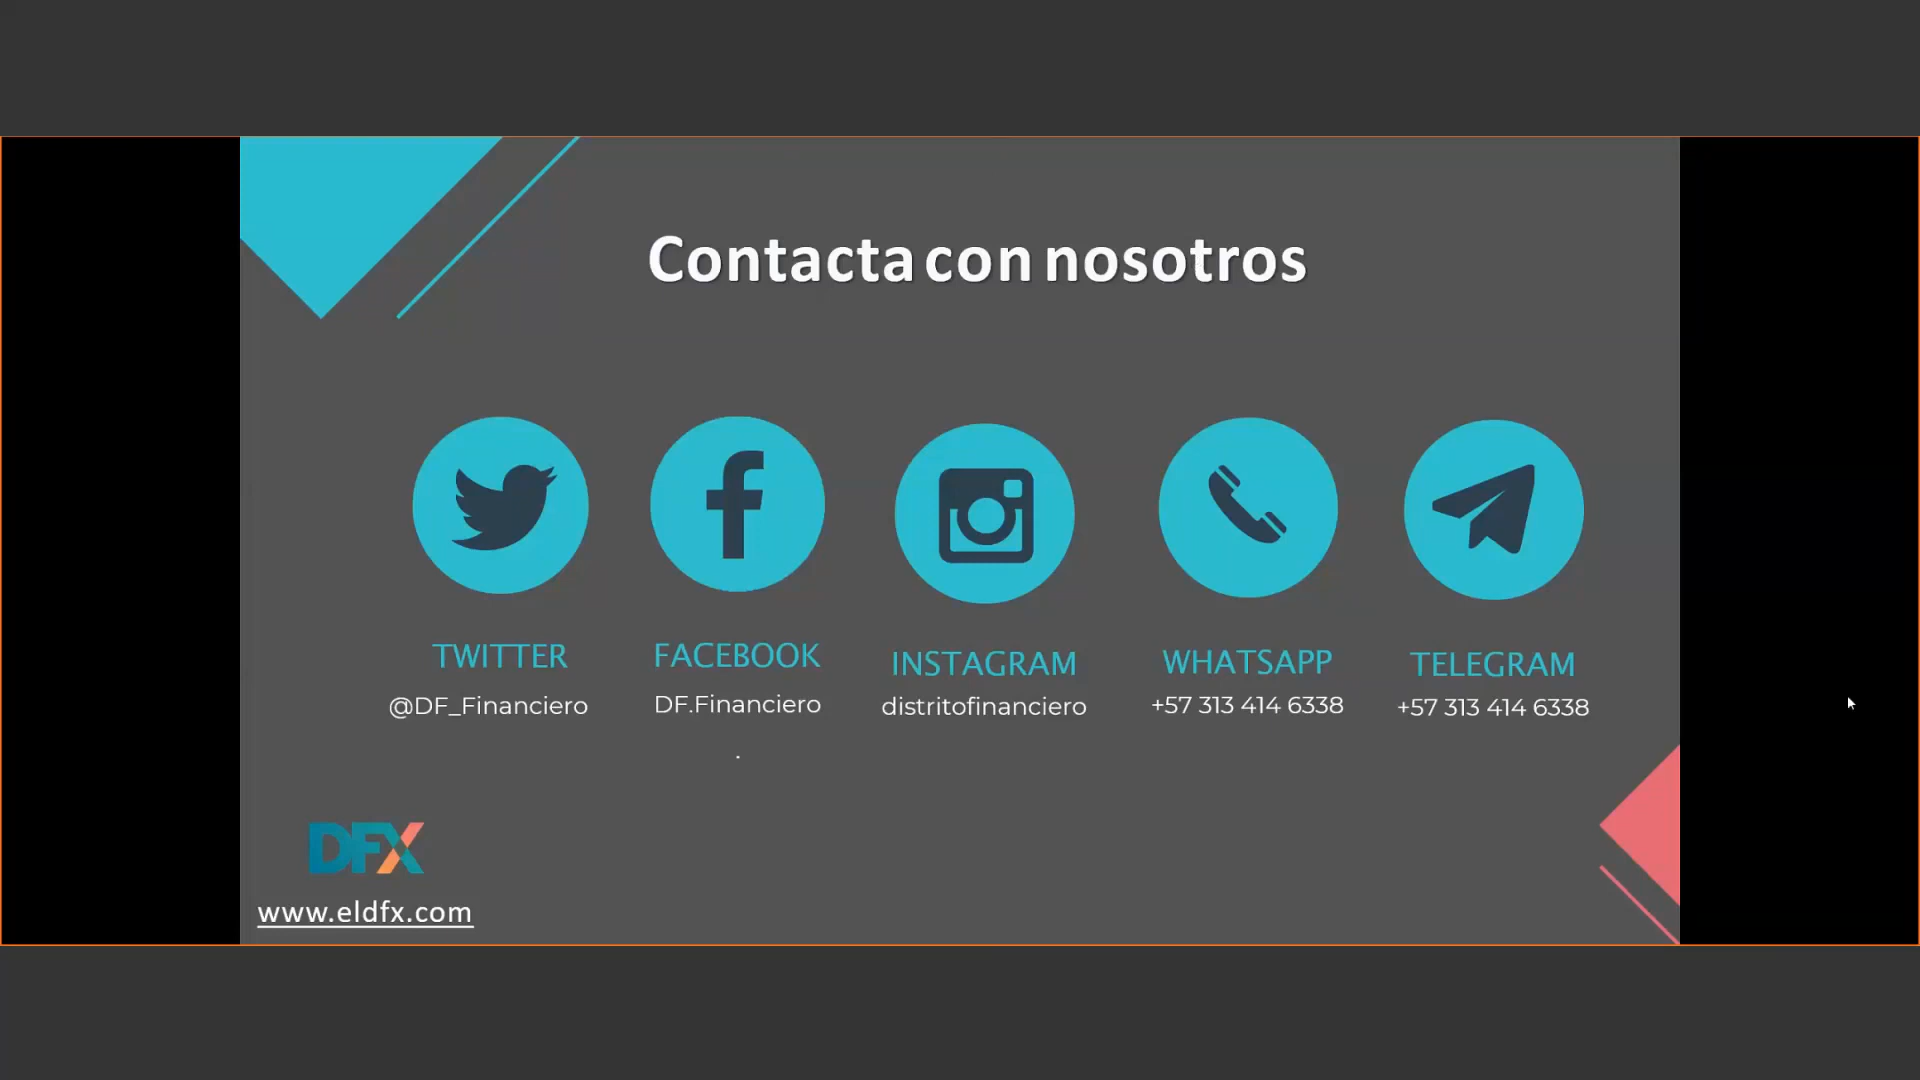 Contacta con nosotros
TWITTER
@DF_Financiero
FACEBOOK
DF.Financiero
.
INSTAGRAM
distritofinanciero
WHATSAPP
+57 313 414 6338
TELEGRAM
+57 313 414 6338
DFX
www.eldfx.com